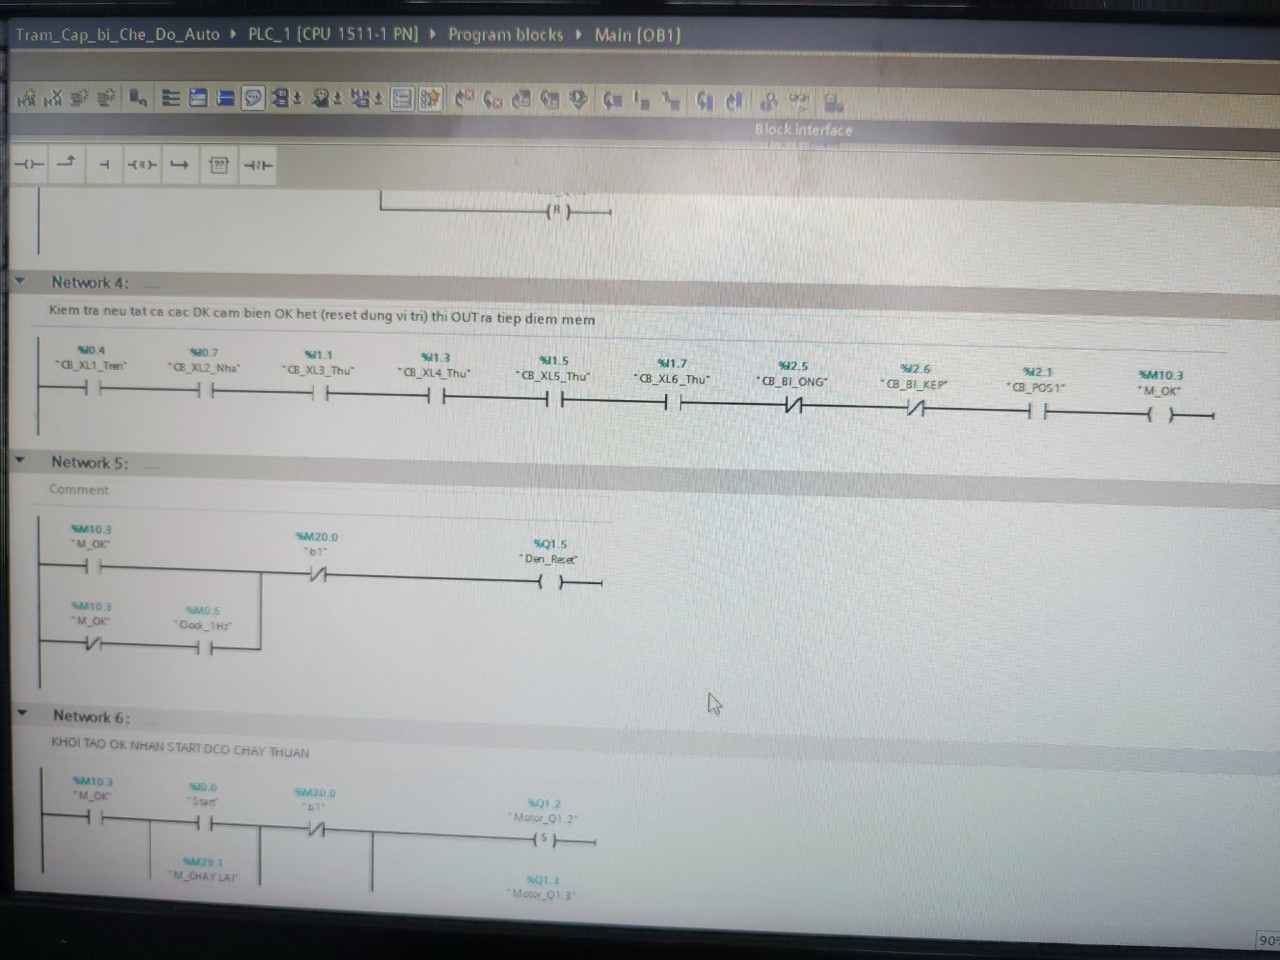 Tram_Cap_bi_Che_Do_Auto ▸ PLC_1 [CPU 1511-1 PN] ▸ Program blocks ▸ Main [OB1]
Block interface
??
R
Network 4:
Kiem tra neu tat ca cac DK cam bien OK het (reset dung vi tri) thi OUT ra tiep diem mem
%I0.4 %I0.7 %I1.1 %I1.3 %I1.5 %I1.7 %I2.5 %I2.6 %I2.1 %M10.3
"CB_XL1_Tren" "CB_XL2_Nha" "CB_XL3_Thu" "CB_XL4_Thu" "CB_XL5_Thu" "CB_XL6_Thu" "CB_BI_ONG" "CB_BI_KEP" "CB_POS1" "M_OK"
Network 5:
Comment
%M10.3 %M20.0 %Q1.5
"M_OK" "b1" "Den_Reset"
%M10.3 %M0.5
"M_OK" "Clock_1Hz"
Network 6:
KHOI TAO OK NHAN START DCO CHAY THUAN
%M10.3 %I0.0 %M20.0 %Q1.2
"M_OK" "Start" "b1" "Motor_Q1.2"
S
%M29.1 %Q1.3
"M_CHAY LAI" "Motor_Q1.3"
90%